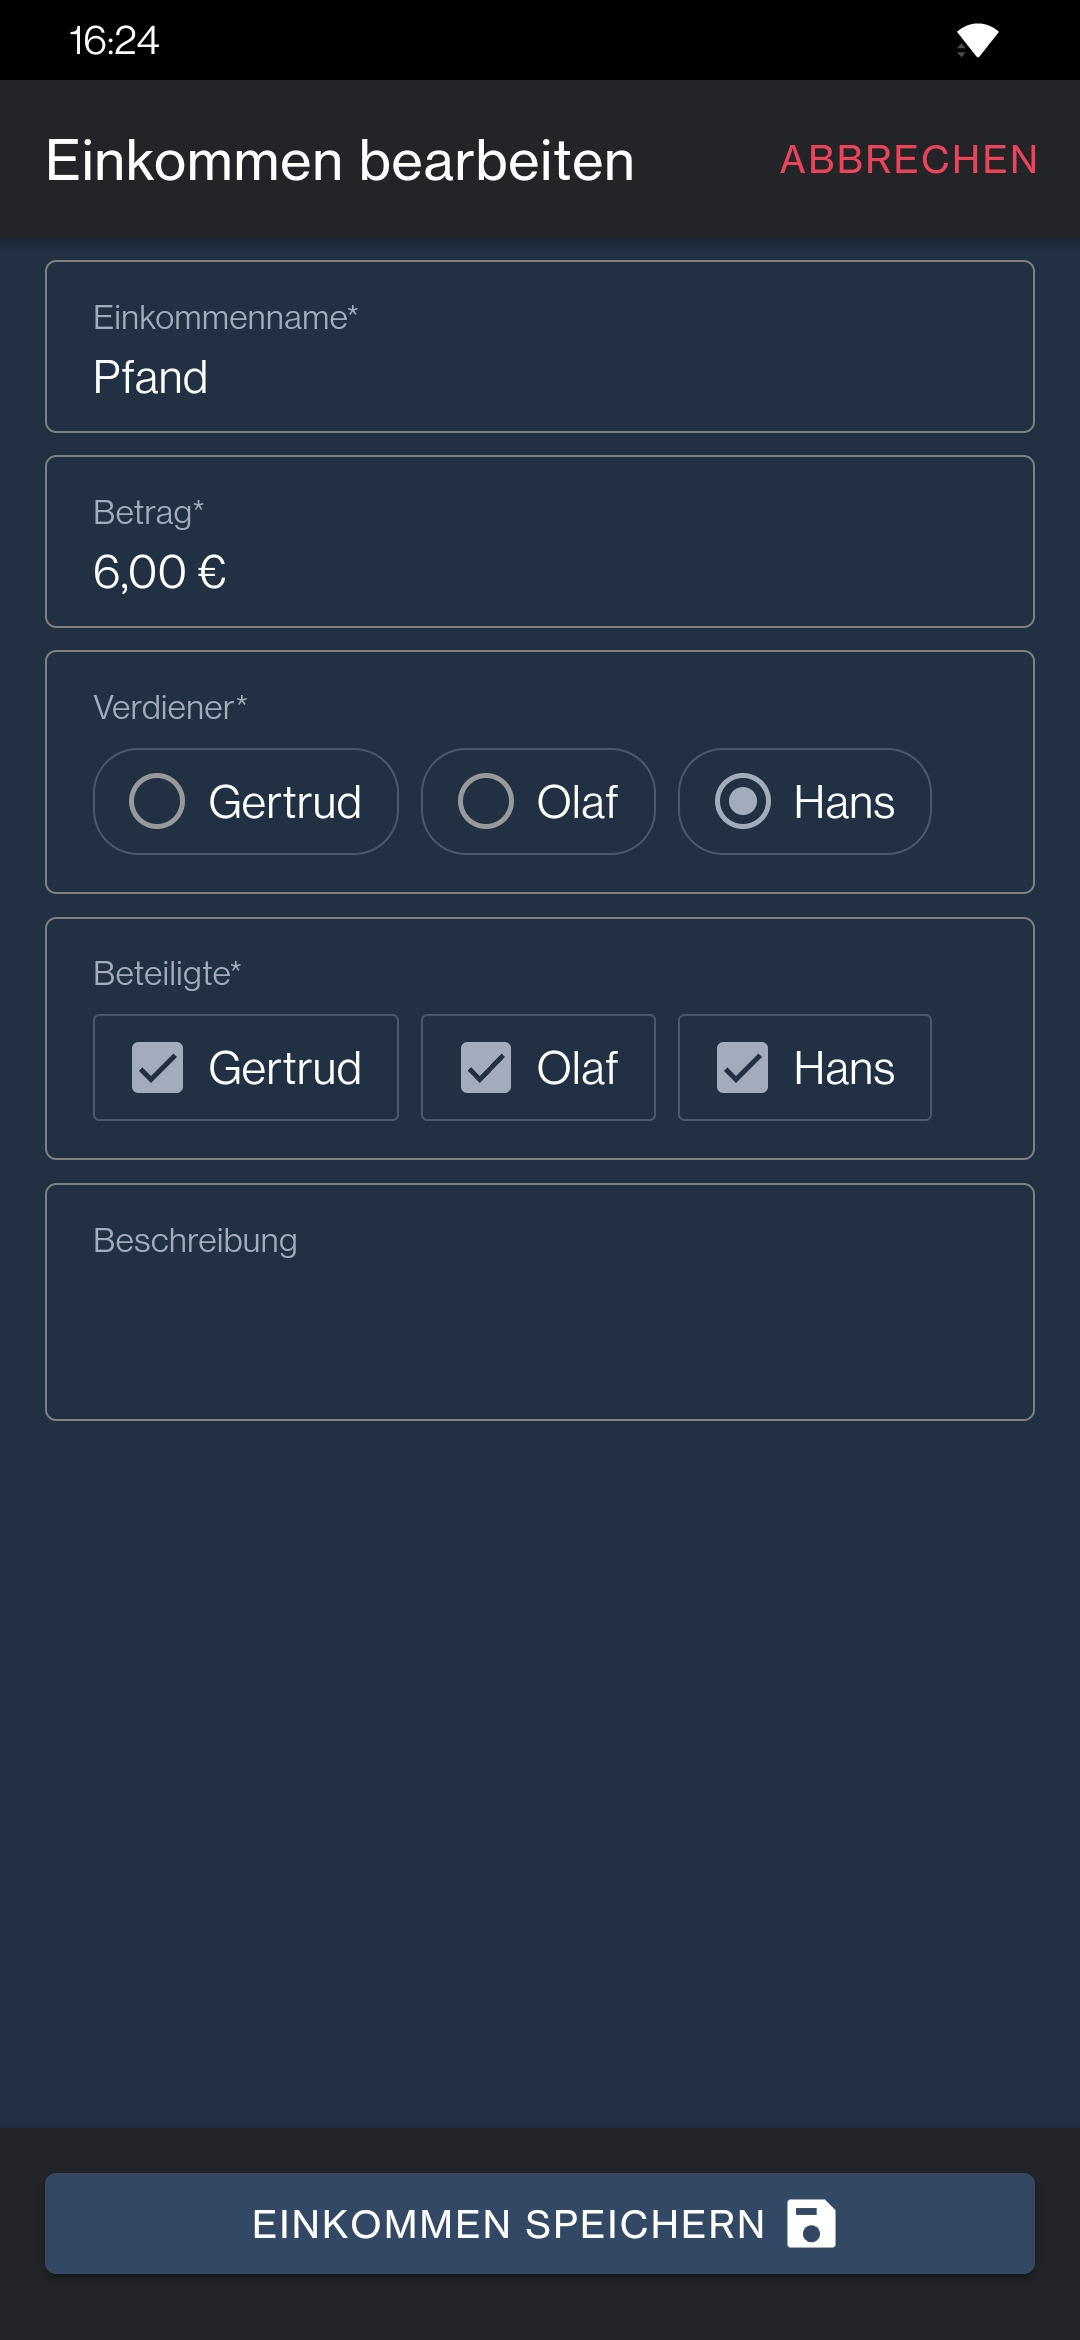 16:24
Einkommen bearbeiten ABBRECHEN
Einkommenname*
Pfand
Betrag*
6,00 €
Verdiener*
Gertrud Olaf Hans
Beteiligte*
Gertrud Olaf Hans
Beschreibung
EINKOMMEN SPEICHERN